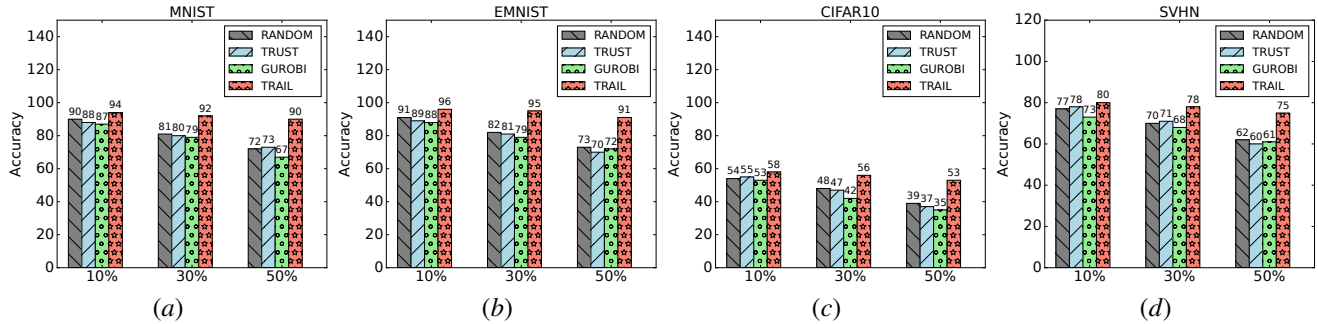 MNIST
Accuracy
140
120
100
80
60
40
20
0
RANDOM
TRUST
GUROBI
TRAIL
90 88 87 94
81 80 79 92
72 73 67 90
10% 30% 50%
(a)
EMNIST
Accuracy
140
120
100
80
60
40
20
0
RANDOM
TRUST
GUROBI
TRAIL
91 89 88 96
82 81 79 95
73 70 72 91
10% 30% 50%
(b)
CIFAR10
Accuracy
140
120
100
80
60
40
20
0
RANDOM
TRUST
GUROBI
TRAIL
54 55 53 58
48 47 42 56
39 37 35 53
10% 30% 50%
(c)
SVHN
Accuracy
120
100
80
60
40
20
0
RANDOM
TRUST
GUROBI
TRAIL
77 78 73 80
70 71 68 78
62 60 61 75
10% 30% 50%
(d)